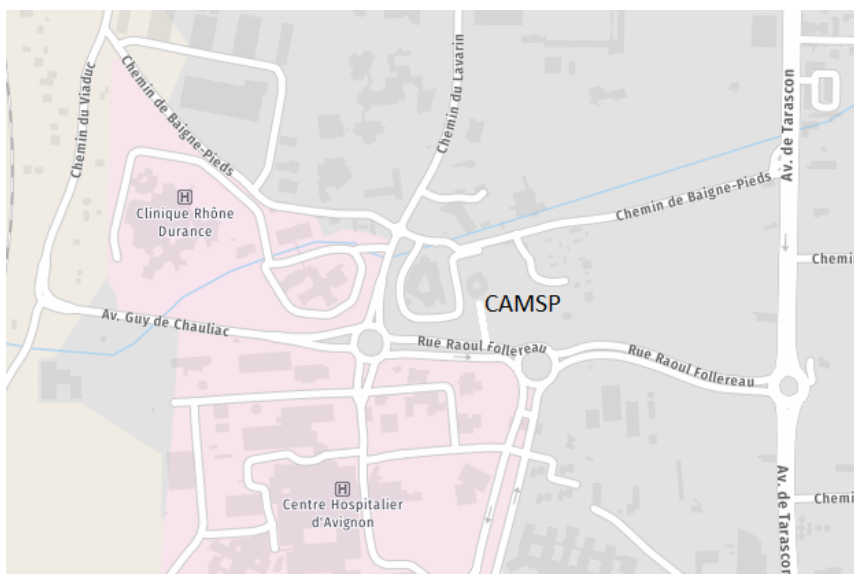 Chemin du Viaduc
Chemin de Baigne-Pieds
Chemin du Lavarin
Av. de Tarascon
H
Clinique Rhône
Durance
Chemin de Baigne-Pieds
Chemin
CAMSP
Av. Guy de Chauliac
Rue Raoul Follereau
Rue Raoul Follereau
H
Centre Hospitalier
d'Avignon
Av. de Tarascon
Chemi